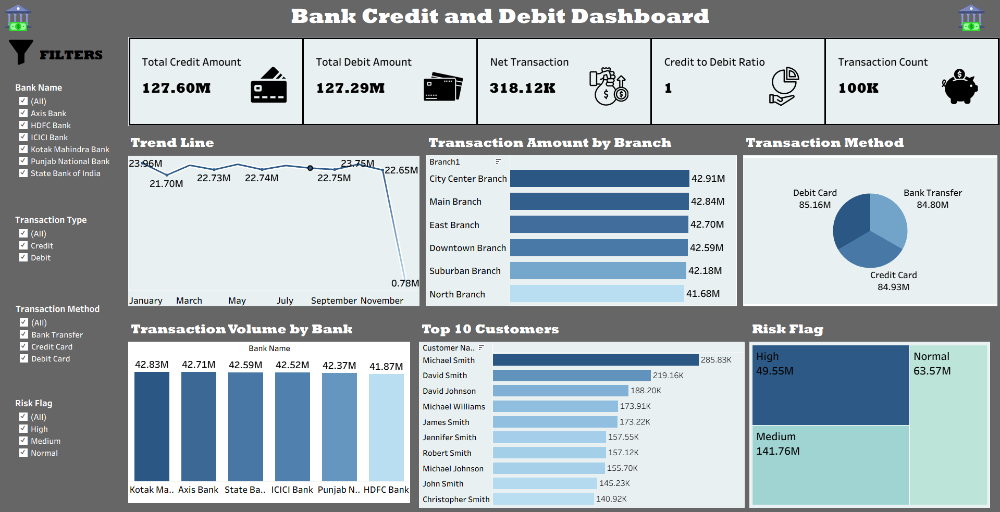 Bank Credit and Debit Dashboard
FILTERS
Bank Name
(All)
Axis Bank
HDFC Bank
ICICI Bank
Kotak Mahindra Bank
Punjab National Bank
State Bank of India
Transaction Type
(All)
Credit
Debit
Transaction Method
(All)
Bank Transfer
Credit Card
Debit Card
Risk Flag
(All)
High
Medium
Normal
Total Credit Amount
127.60M
Total Debit Amount
127.29M
Net Transaction
318.12K
Credit to Debit Ratio
1
Transaction Count
100K
Trend Line
23.96M
21.70M
22.73M
22.74M
22.75M
23.75M
22.65M
0.78M
January March May July September November
Transaction Amount by Branch
Branch1
City Center Branch 42.91M
Main Branch 42.84M
East Branch 42.70M
Downtown Branch 42.59M
Suburban Branch 42.18M
North Branch 41.68M
Transaction Method
Debit Card
85.16M
Bank Transfer
84.80M
Credit Card
84.93M
Transaction Volume by Bank
Bank Name
42.83M 42.71M 42.59M 42.52M 42.37M 41.87M
Kotak Ma.. Axis Bank State Ba.. ICICI Bank Punjab N.. HDFC Bank
Top 10 Customers
Customer Na..
Michael Smith 285.83K
David Smith 219.16K
David Johnson 188.20K
Michael Williams 173.91K
James Smith 173.22K
Jennifer Smith 157.55K
Robert Smith 157.12K
Michael Johnson 155.70K
John Smith 145.23K
Christopher Smith 140.92K
Risk Flag
High
49.55M
Normal
63.57M
Medium
141.76M